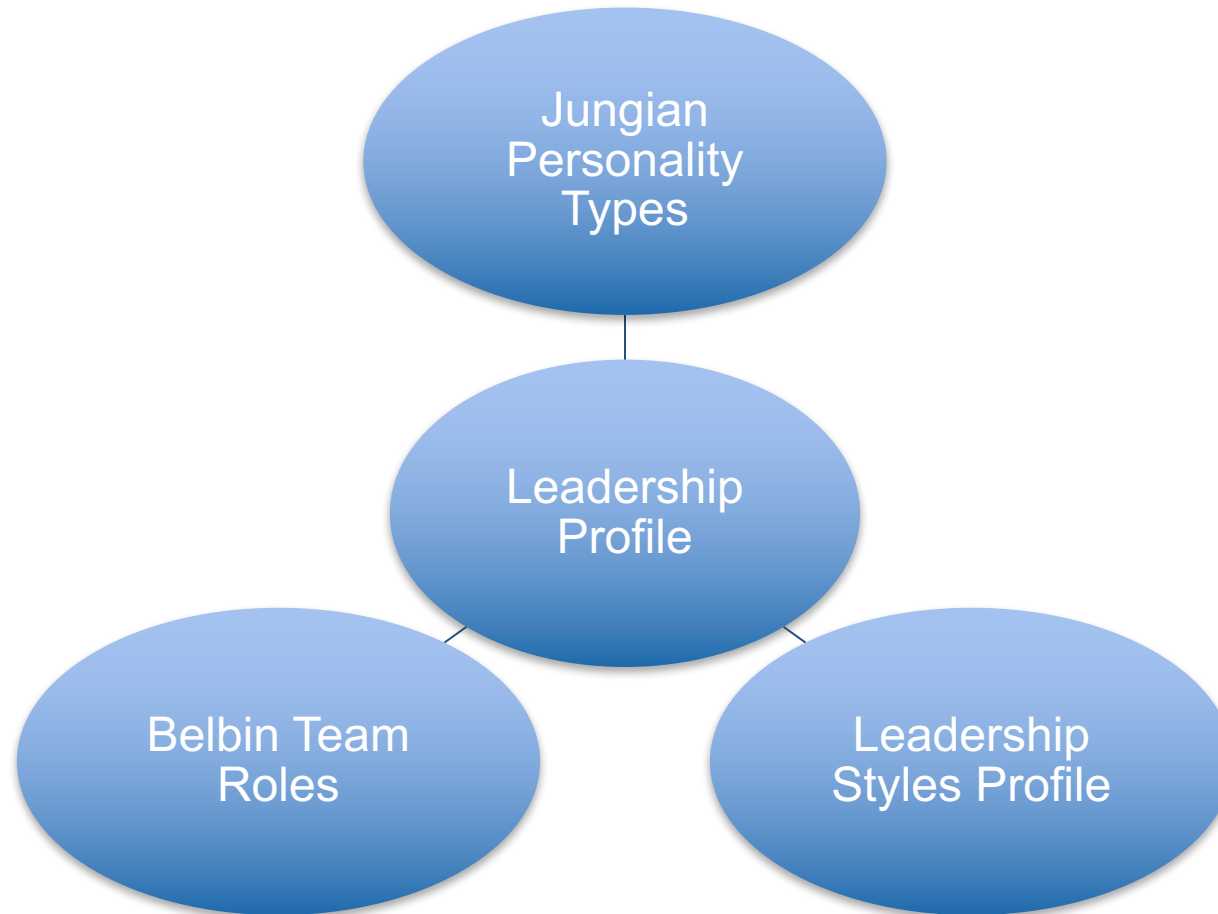 Jungian
Personality
Types
Leadership
Profile
Belbin Team
Roles
Leadership
Styles Profile